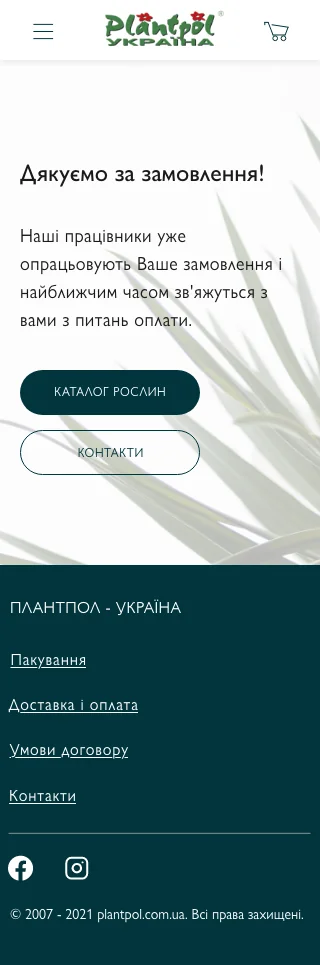 Plantpol®
УКРАЇНА
Дякуємо за замовлення!
Наші працівники уже
опрацьовують Ваше замовлення і
найближчим часом зв'яжуться з
вами з питань оплати.
КАТАЛОГ РОСЛИН
КОНТАКТИ
ПЛАНТПОЛ - УКРАЇНА
Пакування
Доставка і оплата
Умови договору
Контакти
© 2007 - 2021 plantpol.com.ua. Всі права захищені.